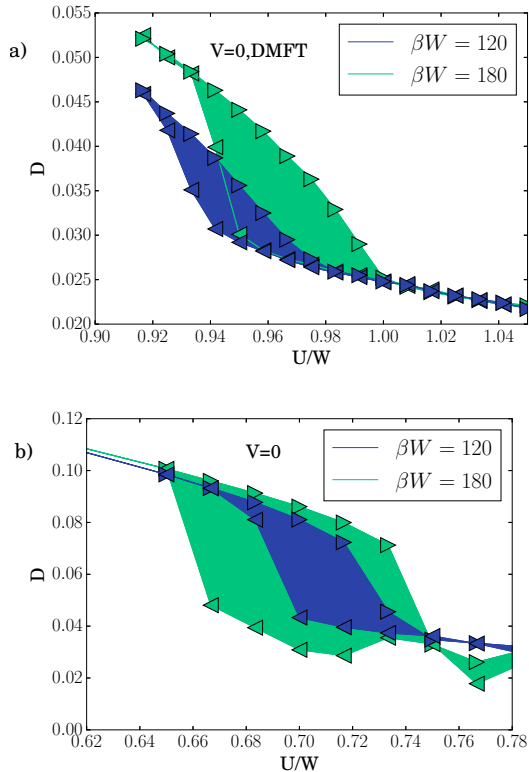 a)
V=0,DMFT
βW = 120
βW = 180
D
0.055
0.050
0.045
0.040
0.035
0.030
0.025
0.020
0.90 0.92 0.94 0.96 0.98 1.00 1.02 1.04
U/W
b)
V=0
βW = 120
βW = 180
D
0.12
0.10
0.08
0.06
0.04
0.02
0.00
0.62 0.64 0.66 0.68 0.70 0.72 0.74 0.76 0.78
U/W